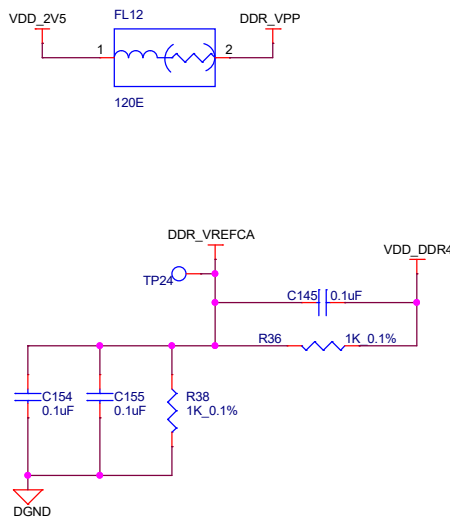 VDD_2V5
FL12
DDR_VPP
1
2
120E
DDR_VREFCA
VDD_DDR4
TP24
C145
0.1uF
R36
1K_0.1%
C154
0.1uF
C155
0.1uF
R38
1K_0.1%
DGND